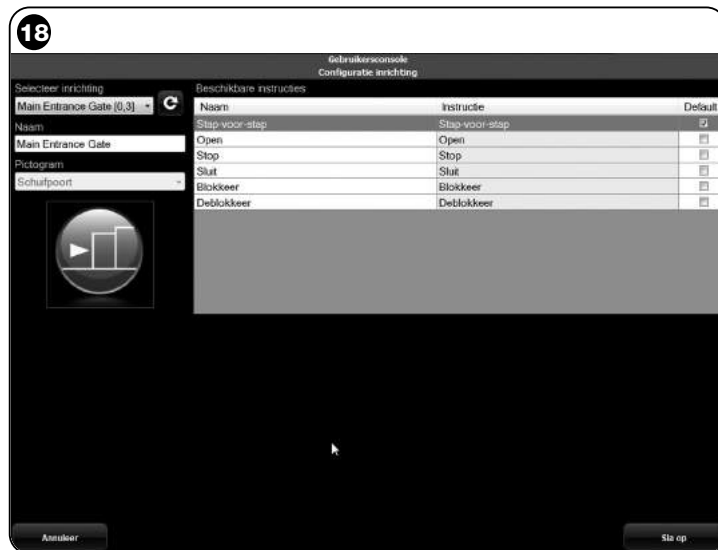 18
Gebruikersconsole
Configuratie inrichting
Selecteer inrichting
Main Entrance Gate [0,3]
Naam
Main Entrance Gate
Pictogram
Schuifpoort
Beschikbare instructies
Naam Instructie Default
Stap-voor-stap Stap-voor-stap
Open Open
Stop Stop
Sluit Sluit
Blokkeer Blokkeer
Deblokkeer Deblokkeer
Annuleer Sla op